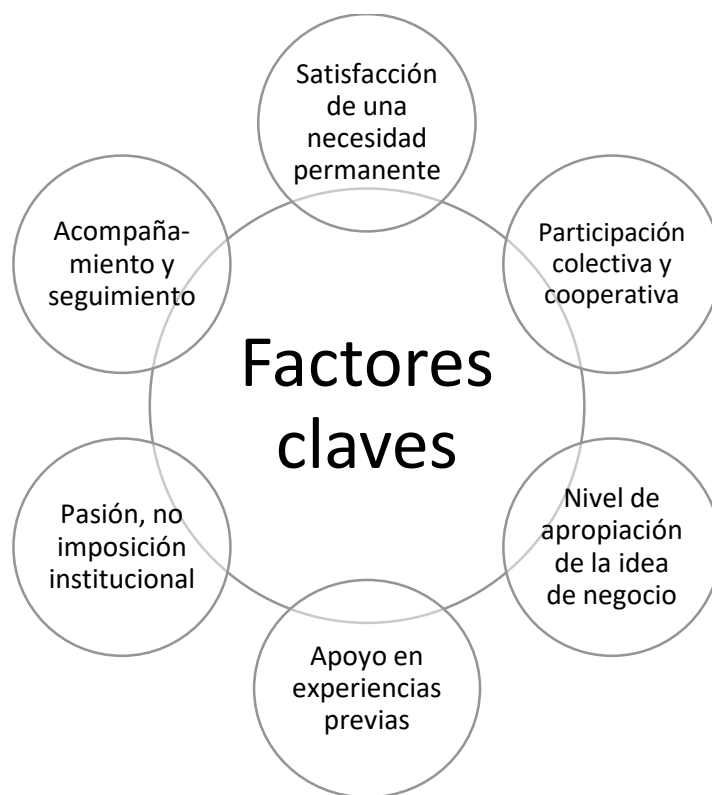 Satisfacción
de una
necesidad
permanente
Participación
colectiva y
cooperativa
Nivel de
apropiación
de la idea
de negocio
Apoyo en
experiencias
previas
Pasión, no
imposición
institucional
Acompaña-
miento y
seguimiento
Factores
claves